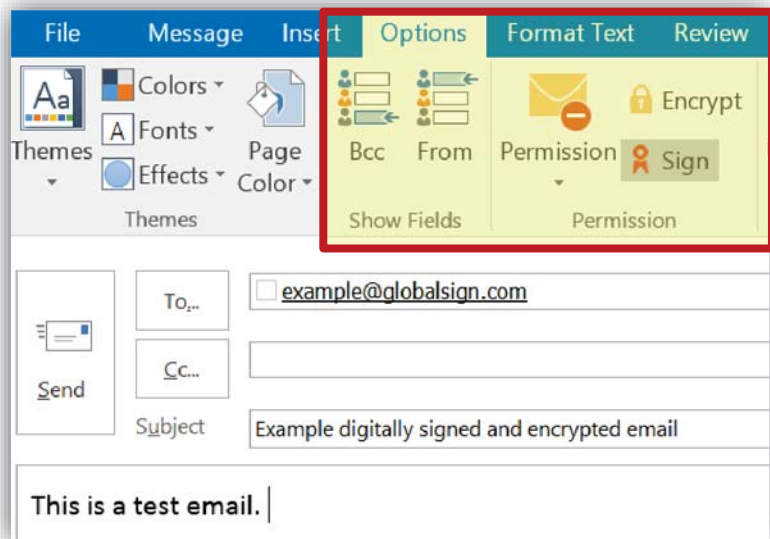 File Message Insert Options Format Text Review
Aa Colors Encrypt
A Fonts
Themes Effects Page Color Bcc From Permission Sign
Themes Show Fields Permission
To... example@globalsign.com
Cc...
Send
Subject Example digitally signed and encrypted email
This is a test email.